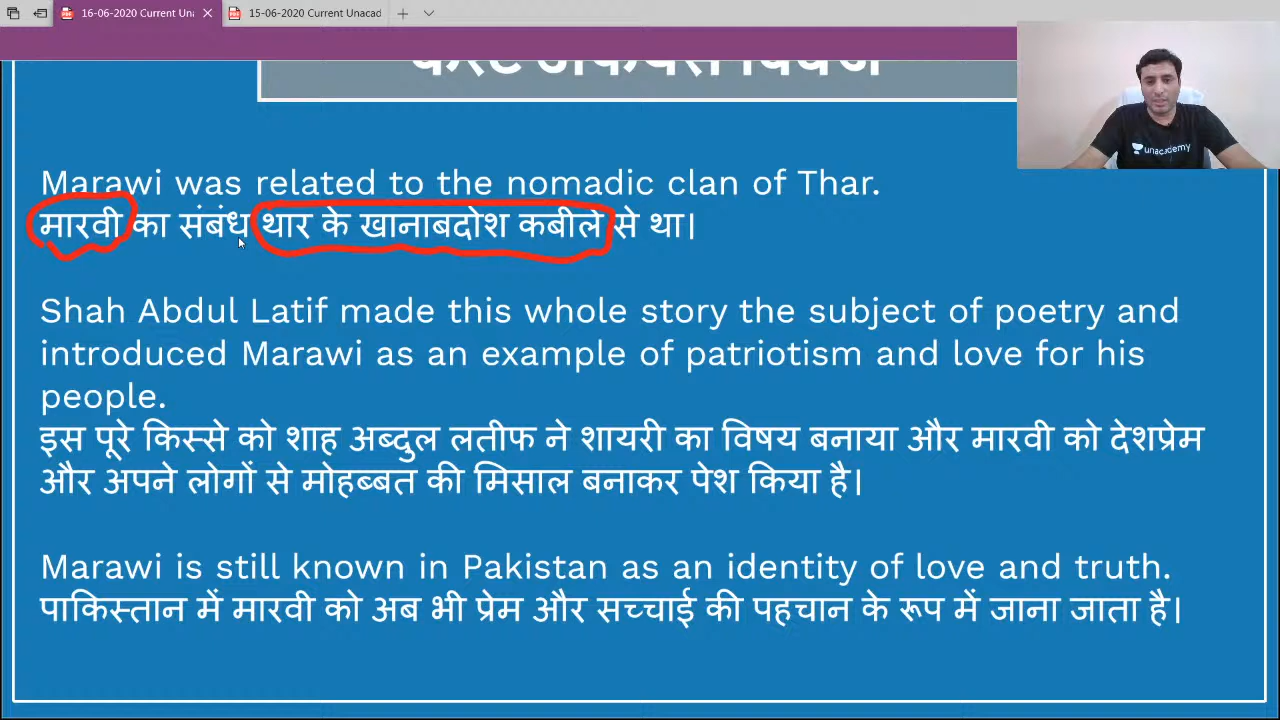 16-06-2020 Current Una
15-06-2020 Current Unacad
Marawi was related to the nomadic clan of Thar.
मारवी का संबंध थार के खानाबदोश कबीले से था।
Shah Abdul Latif made this whole story the subject of poetry and
introduced Marawi as an example of patriotism and love for his
people.
इस पूरे किस्से को शाह अब्दुल लतीफ ने शायरी का विषय बनाया और मारवी को देशप्रेम
और अपने लोगों से मोहब्बत की मिसाल बनाकर पेश किया है।
Marawi is still known in Pakistan as an identity of love and truth.
पाकिस्तान में मारवी को अब भी प्रेम और सच्चाई की पहचान के रूप में जाना जाता है।
unacademy